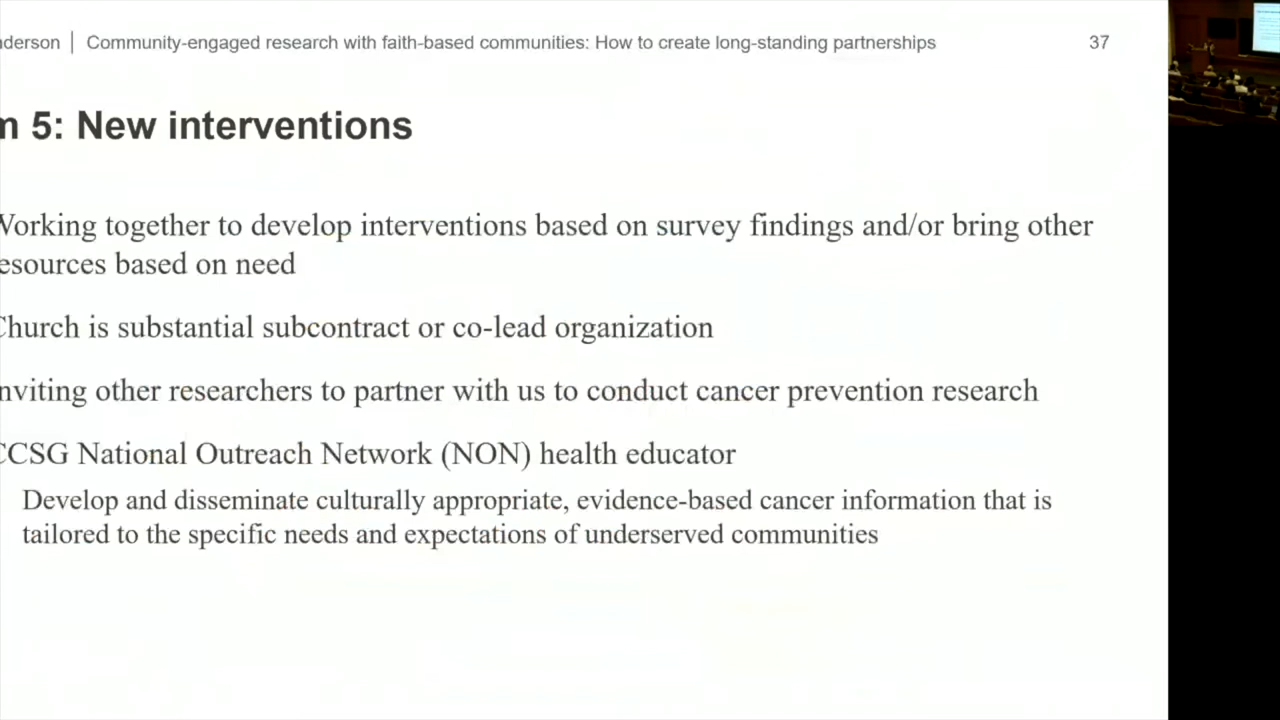 nderson | Community-engaged research with faith-based communities: How to create long-standing partnerships 37
m 5: New interventions
Working together to develop interventions based on survey findings and/or bring other
esources based on need
Church is substantial subcontract or co-lead organization
nviting other researchers to partner with us to conduct cancer prevention research
CCSG National Outreach Network (NON) health educator
Develop and disseminate culturally appropriate, evidence-based cancer information that is
tailored to the specific needs and expectations of underserved communities